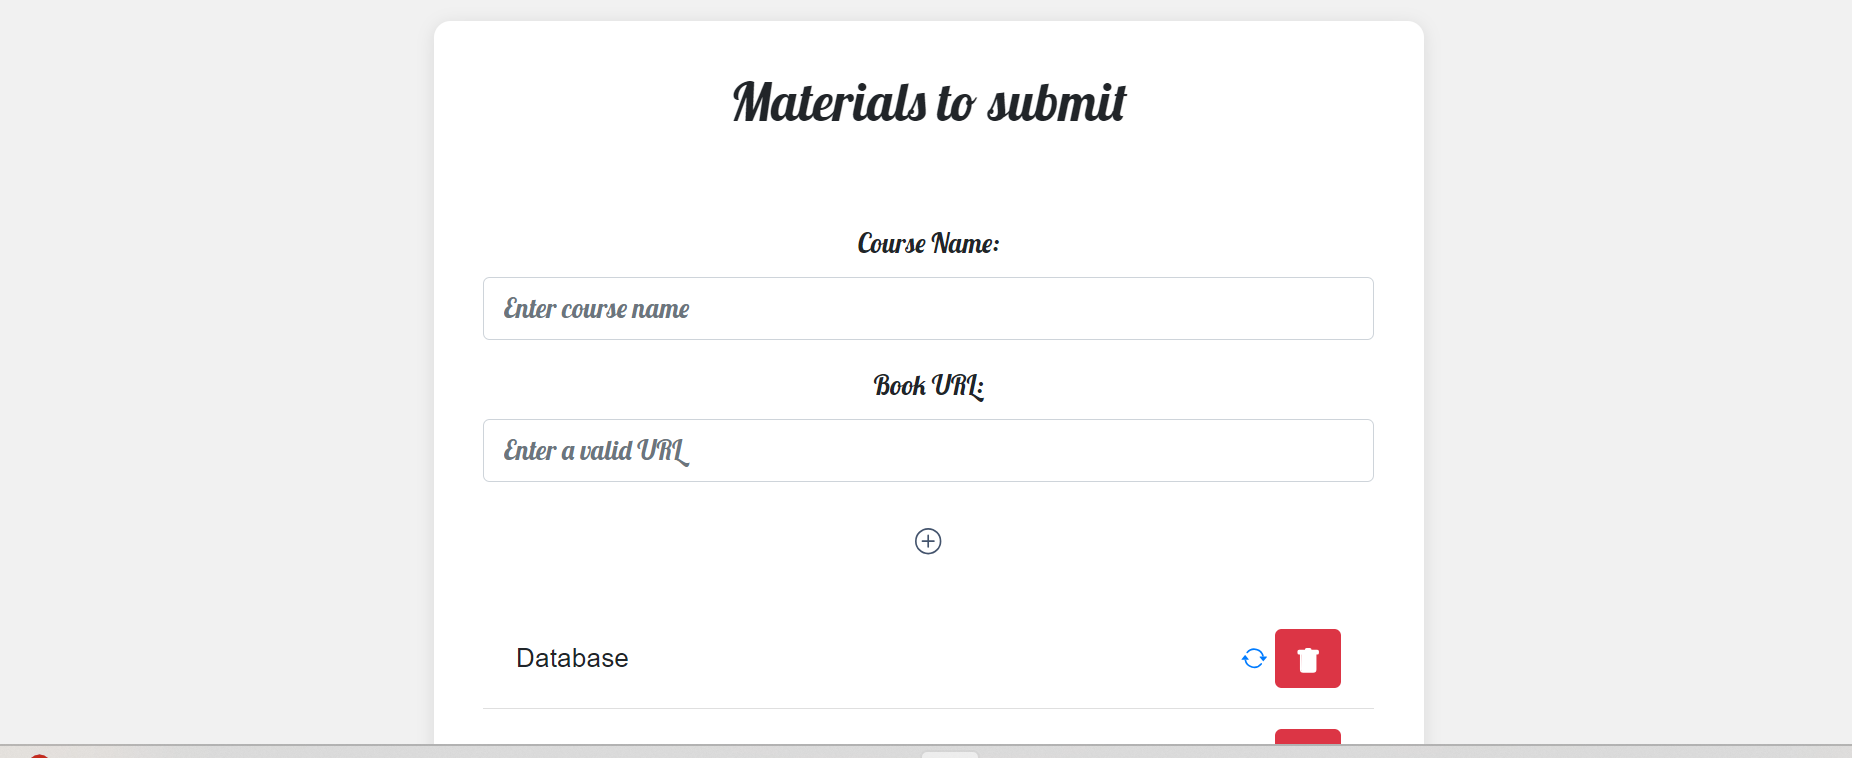 Materials to submit
Course Name:
Enter course name
Book URL:
Enter a valid URL
Database